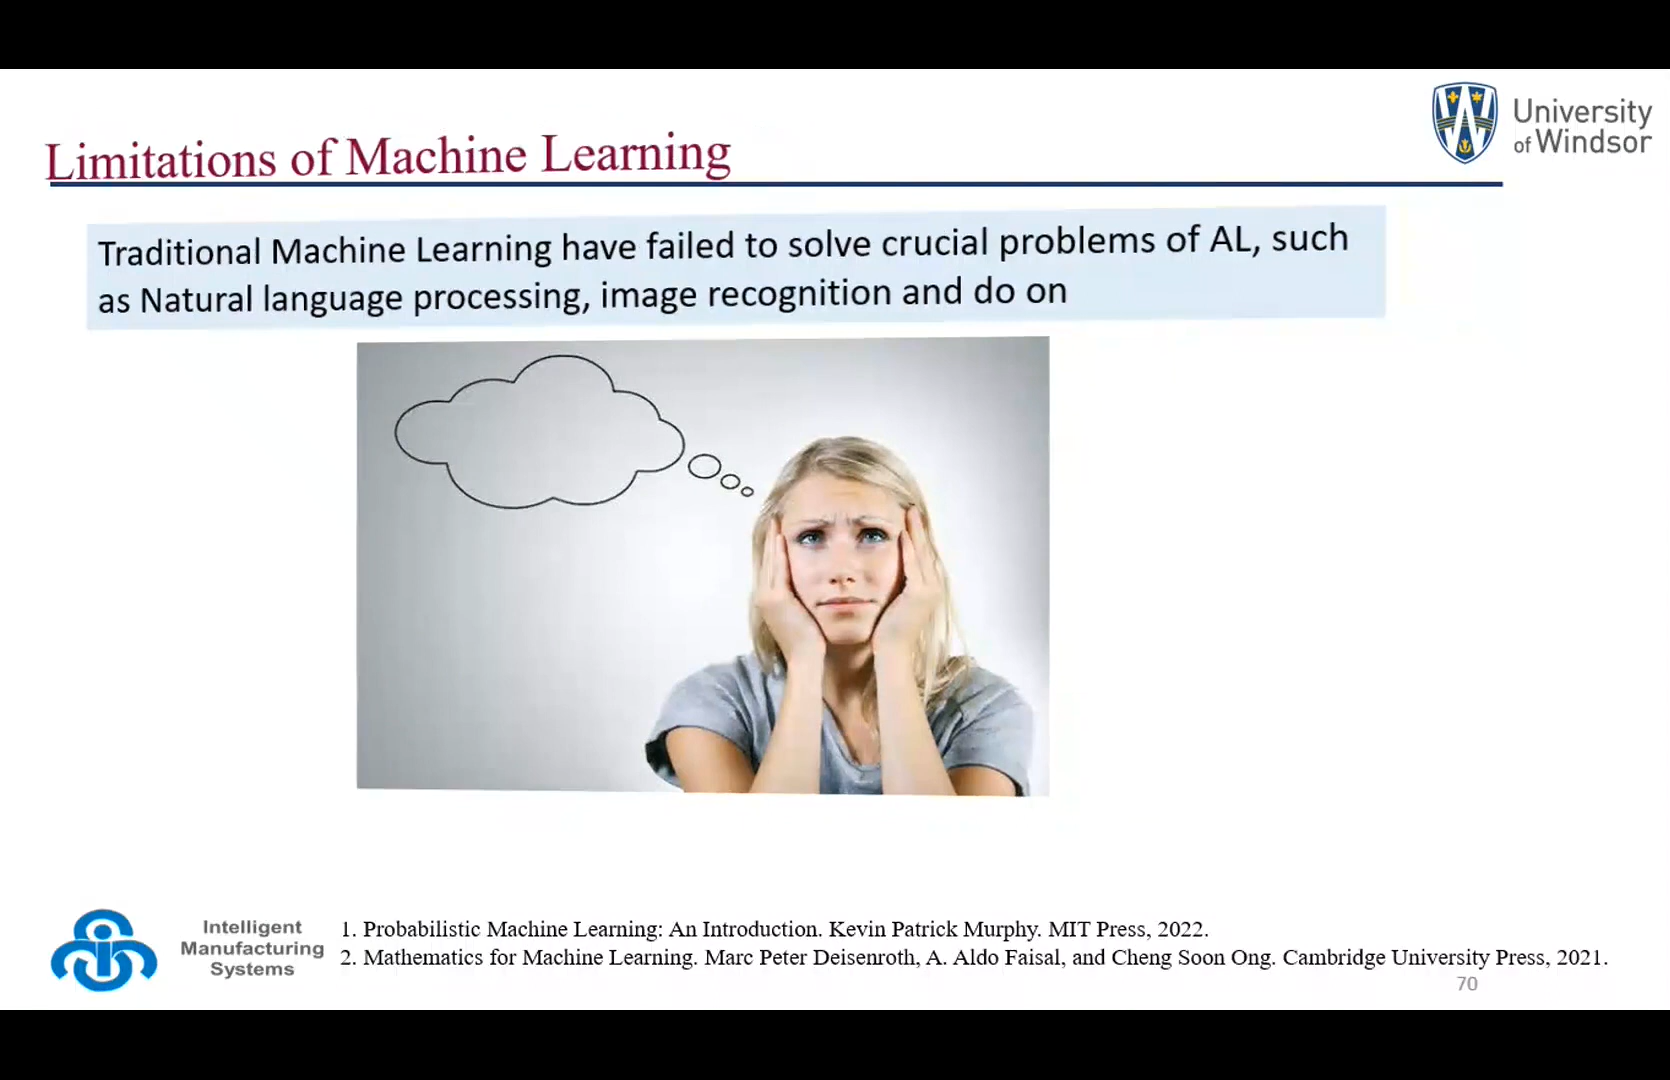 University
of Windsor
Limitations of Machine Learning
Traditional Machine Learning have failed to solve crucial problems of AL, such
as Natural language processing, image recognition and do on
Intelligent
Manufacturing
Systems
1. Probabilistic Machine Learning: An Introduction. Kevin Patrick Murphy. MIT Press, 2022.
2. Mathematics for Machine Learning. Marc Peter Deisenroth, A. Aldo Faisal, and Cheng Soon Ong. Cambridge University Press, 2021.
70